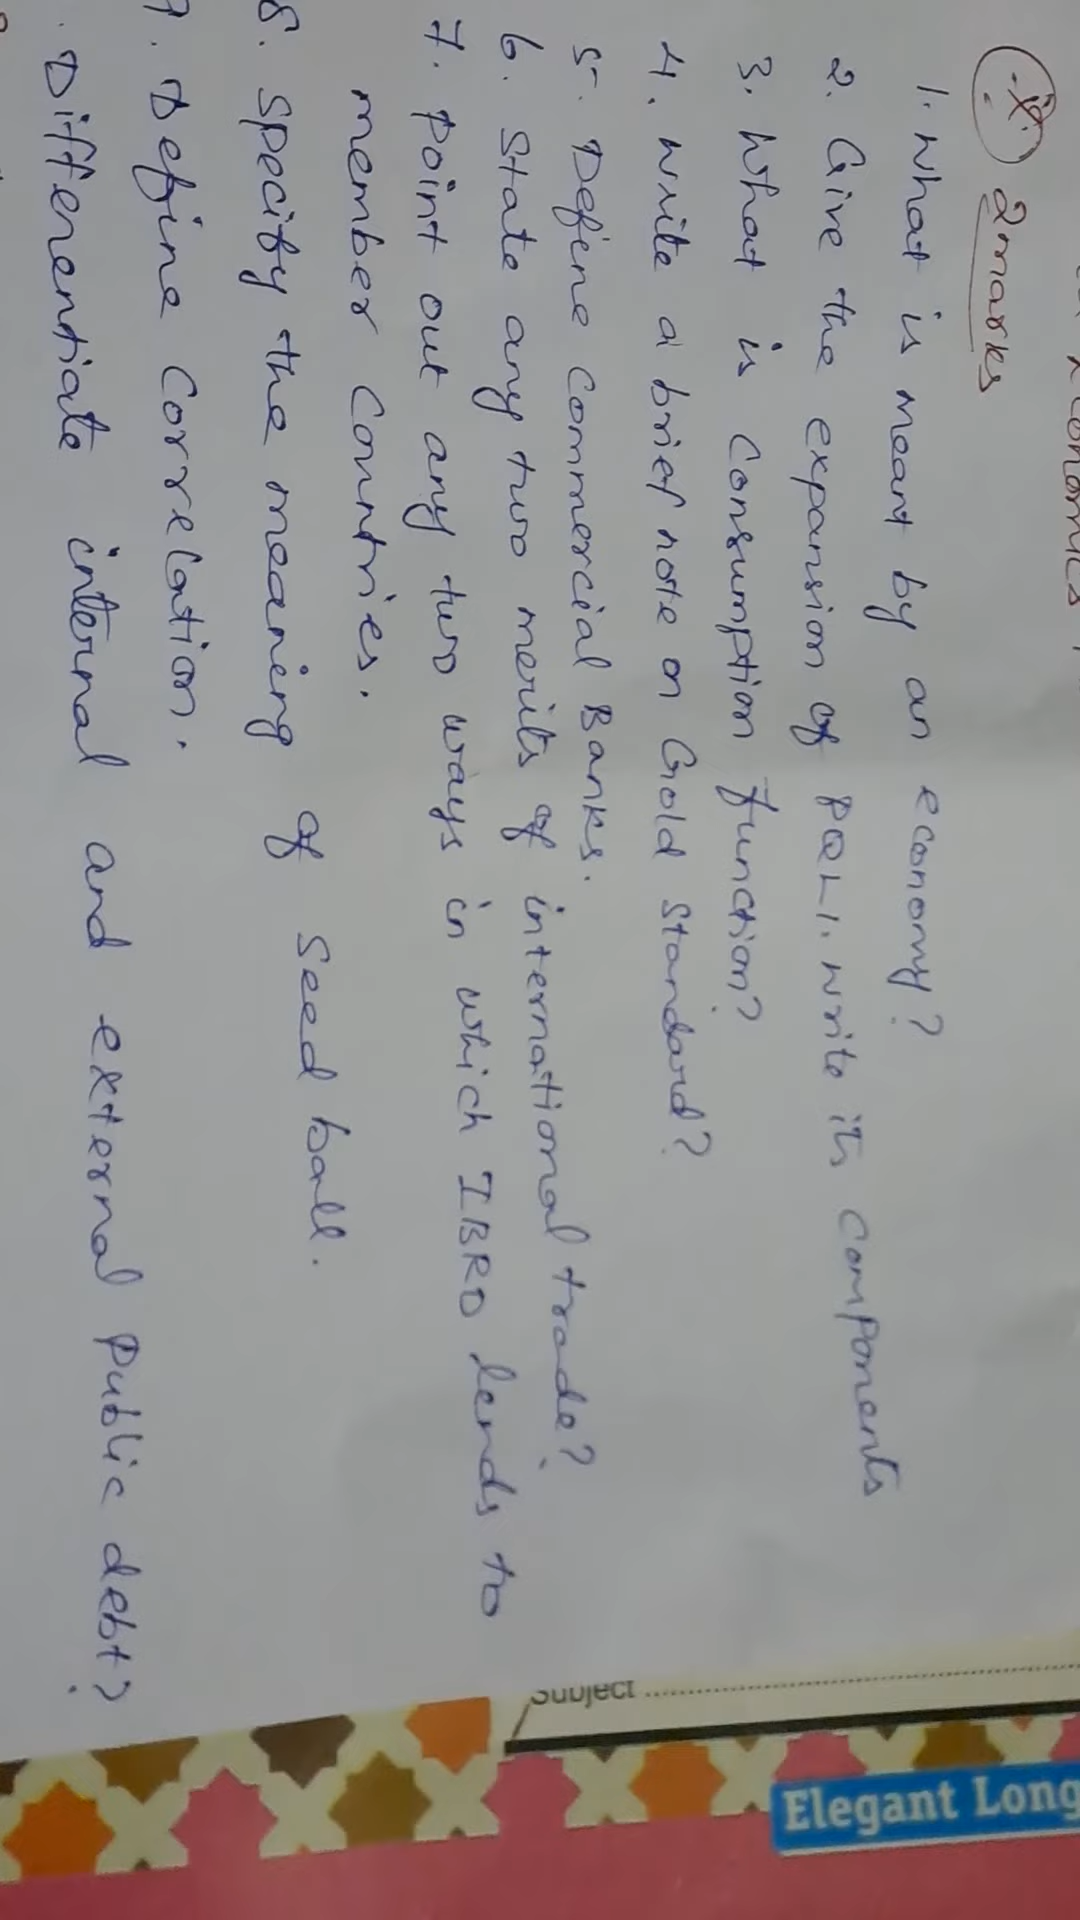 2marks
1. What is meant by an economy?
2. Give the expansion of PQLI. Write its components
3. What is Consumption function?
4. Write a brief note on Gold Standard?
5. Define Commercial Banks.
6. State any two merits of international trade?
7. Point out any two ways in which IBRD lends to
member Countries.
8. Specify the meaning of Seed ball.
9. Define Correlation.
Differentiate internal and external public debt?
Subject
Elegant Long